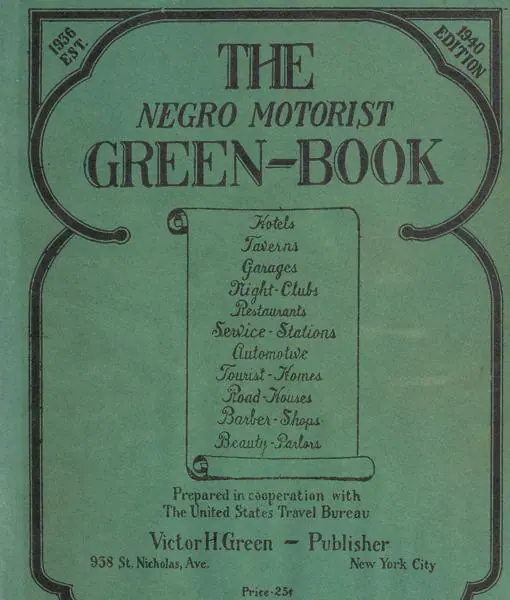 1936
EST.
1940
EDITION
THE
NEGRO MOTORIST
GREEN-BOOK
Hotels
Taverns
Garages
Night-Clubs
Restaurants
Service-Stations
Automotive
Tourist-Homes
Road-Houses
Barber-Shops
Beauty-Parlors
Prepared in cooperation with
The United States Travel Bureau
Victor H. Green – Publisher
938 St. Nicholas, Ave. New York City
Price-25¢